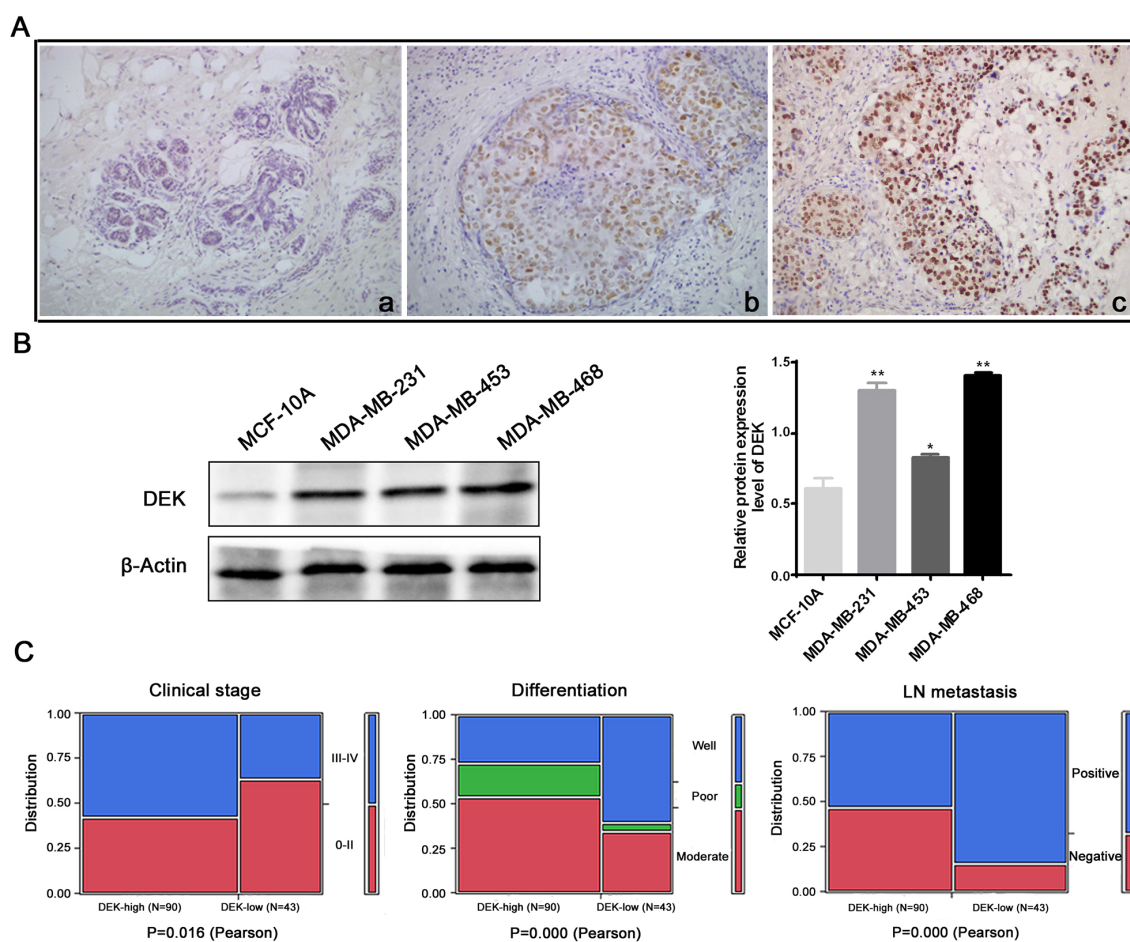 A
a
b
c
B
MCF-10A
MDA-MB-231
MDA-MB-453
MDA-MB-468
DEK
β-Actin
Relative protein expression
level of DEK
1.5
1.0
0.5
0.0
**
*
**
MCF-10A
MDA-MB-231
MDA-MB-453
MDA-MB-468
C
Clinical stage
Distribution
1.00
0.75
0.50
0.25
0.00
III-IV
0-II
DEK-high (N=90)
DEK-low (N=43)
P=0.016 (Pearson)
Differentiation
Distribution
1.00
0.75
0.50
0.25
0.00
Well
Poor
Moderate
DEK-high (N=90)
DEK-low (N=43)
P=0.000 (Pearson)
LN metastasis
Distribution
1.00
0.75
0.50
0.25
0.00
Positive
Negative
DEK-high (N=90)
DEK-low (N=43)
P=0.000 (Pearson)